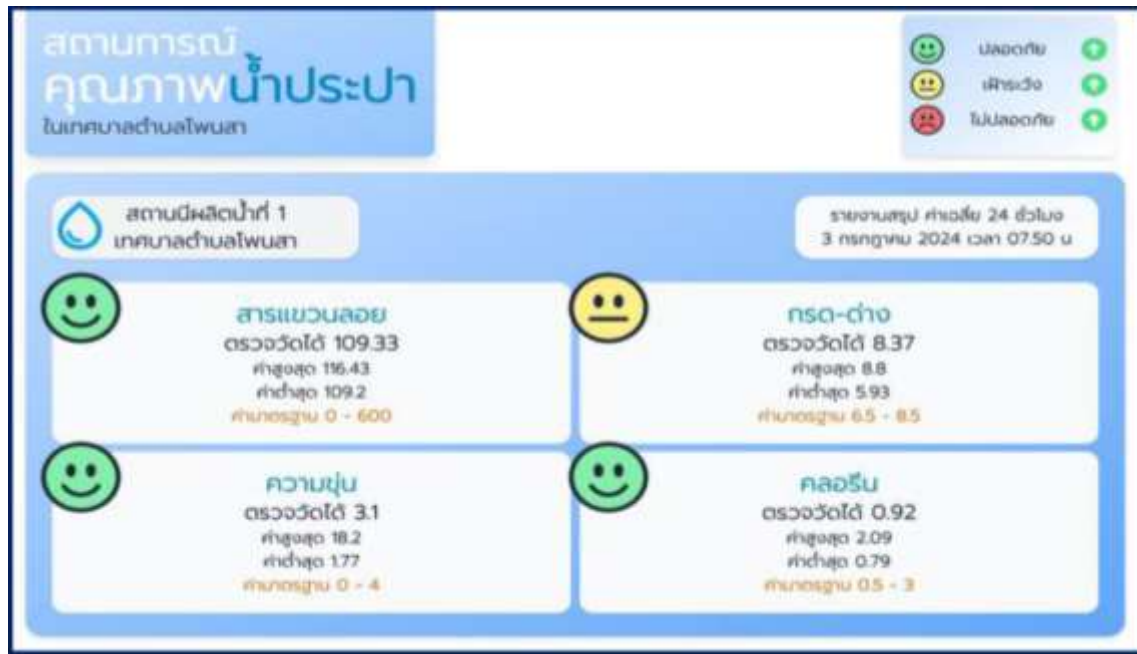 สถานการณ์
คุณภาพน้ำประปา
ในเทศบาลตำบลโพนสา
ปลอดภัย
เฝ้าระวัง
ไม่ปลอดภัย
สถานีผลิตน้ำที่ 1
เทศบาลตำบลโพนสา
รายงานสรุป ค่าเฉลี่ย 24 ชั่วโมง
3 กรกฎาคม 2024 เวลา 07.50 น
สารแขวนลอย
ตรวจวัดได้ 109.33
ค่าสูงสุด 116.43
ค่าต่ำสุด 109.2
ค่ามาตรฐาน 0 - 600
กรด-ด่าง
ตรวจวัดได้ 8.37
ค่าสูงสุด 8.8
ค่าต่ำสุด 5.93
ค่ามาตรฐาน 6.5 - 8.5
ความขุ่น
ตรวจวัดได้ 3.1
ค่าสูงสุด 18.2
ค่าต่ำสุด 1.77
ค่ามาตรฐาน 0 - 4
คลอรีน
ตรวจวัดได้ 0.92
ค่าสูงสุด 2.09
ค่าต่ำสุด 0.79
ค่ามาตรฐาน 0.5 - 3